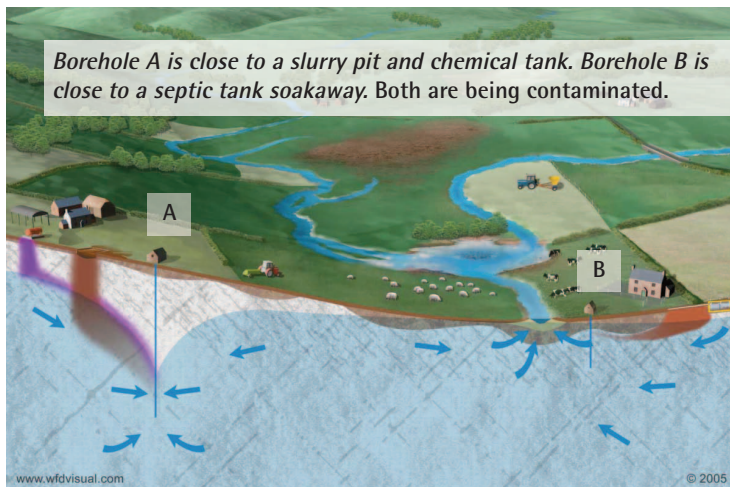 Borehole A is close to a slurry pit and chemical tank. Borehole B is
close to a septic tank soakaway. Both are being contaminated.
A
B
www.wfdvisual.com
© 2005